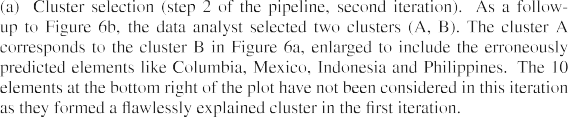 (a) Cluster selection (step 2 of the pipeline, second iteration). As a follow-
up to Figure 6b, the data analyst selected two clusters (A, B). The cluster A
corresponds to the cluster B in Figure 6a, enlarged to include the erroneously
predicted elements like Columbia, Mexico, Indonesia and Philippines. The 10
elements at the bottom right of the plot have not been considered in this iteration
as they formed a flawlessly explained cluster in the first iteration.